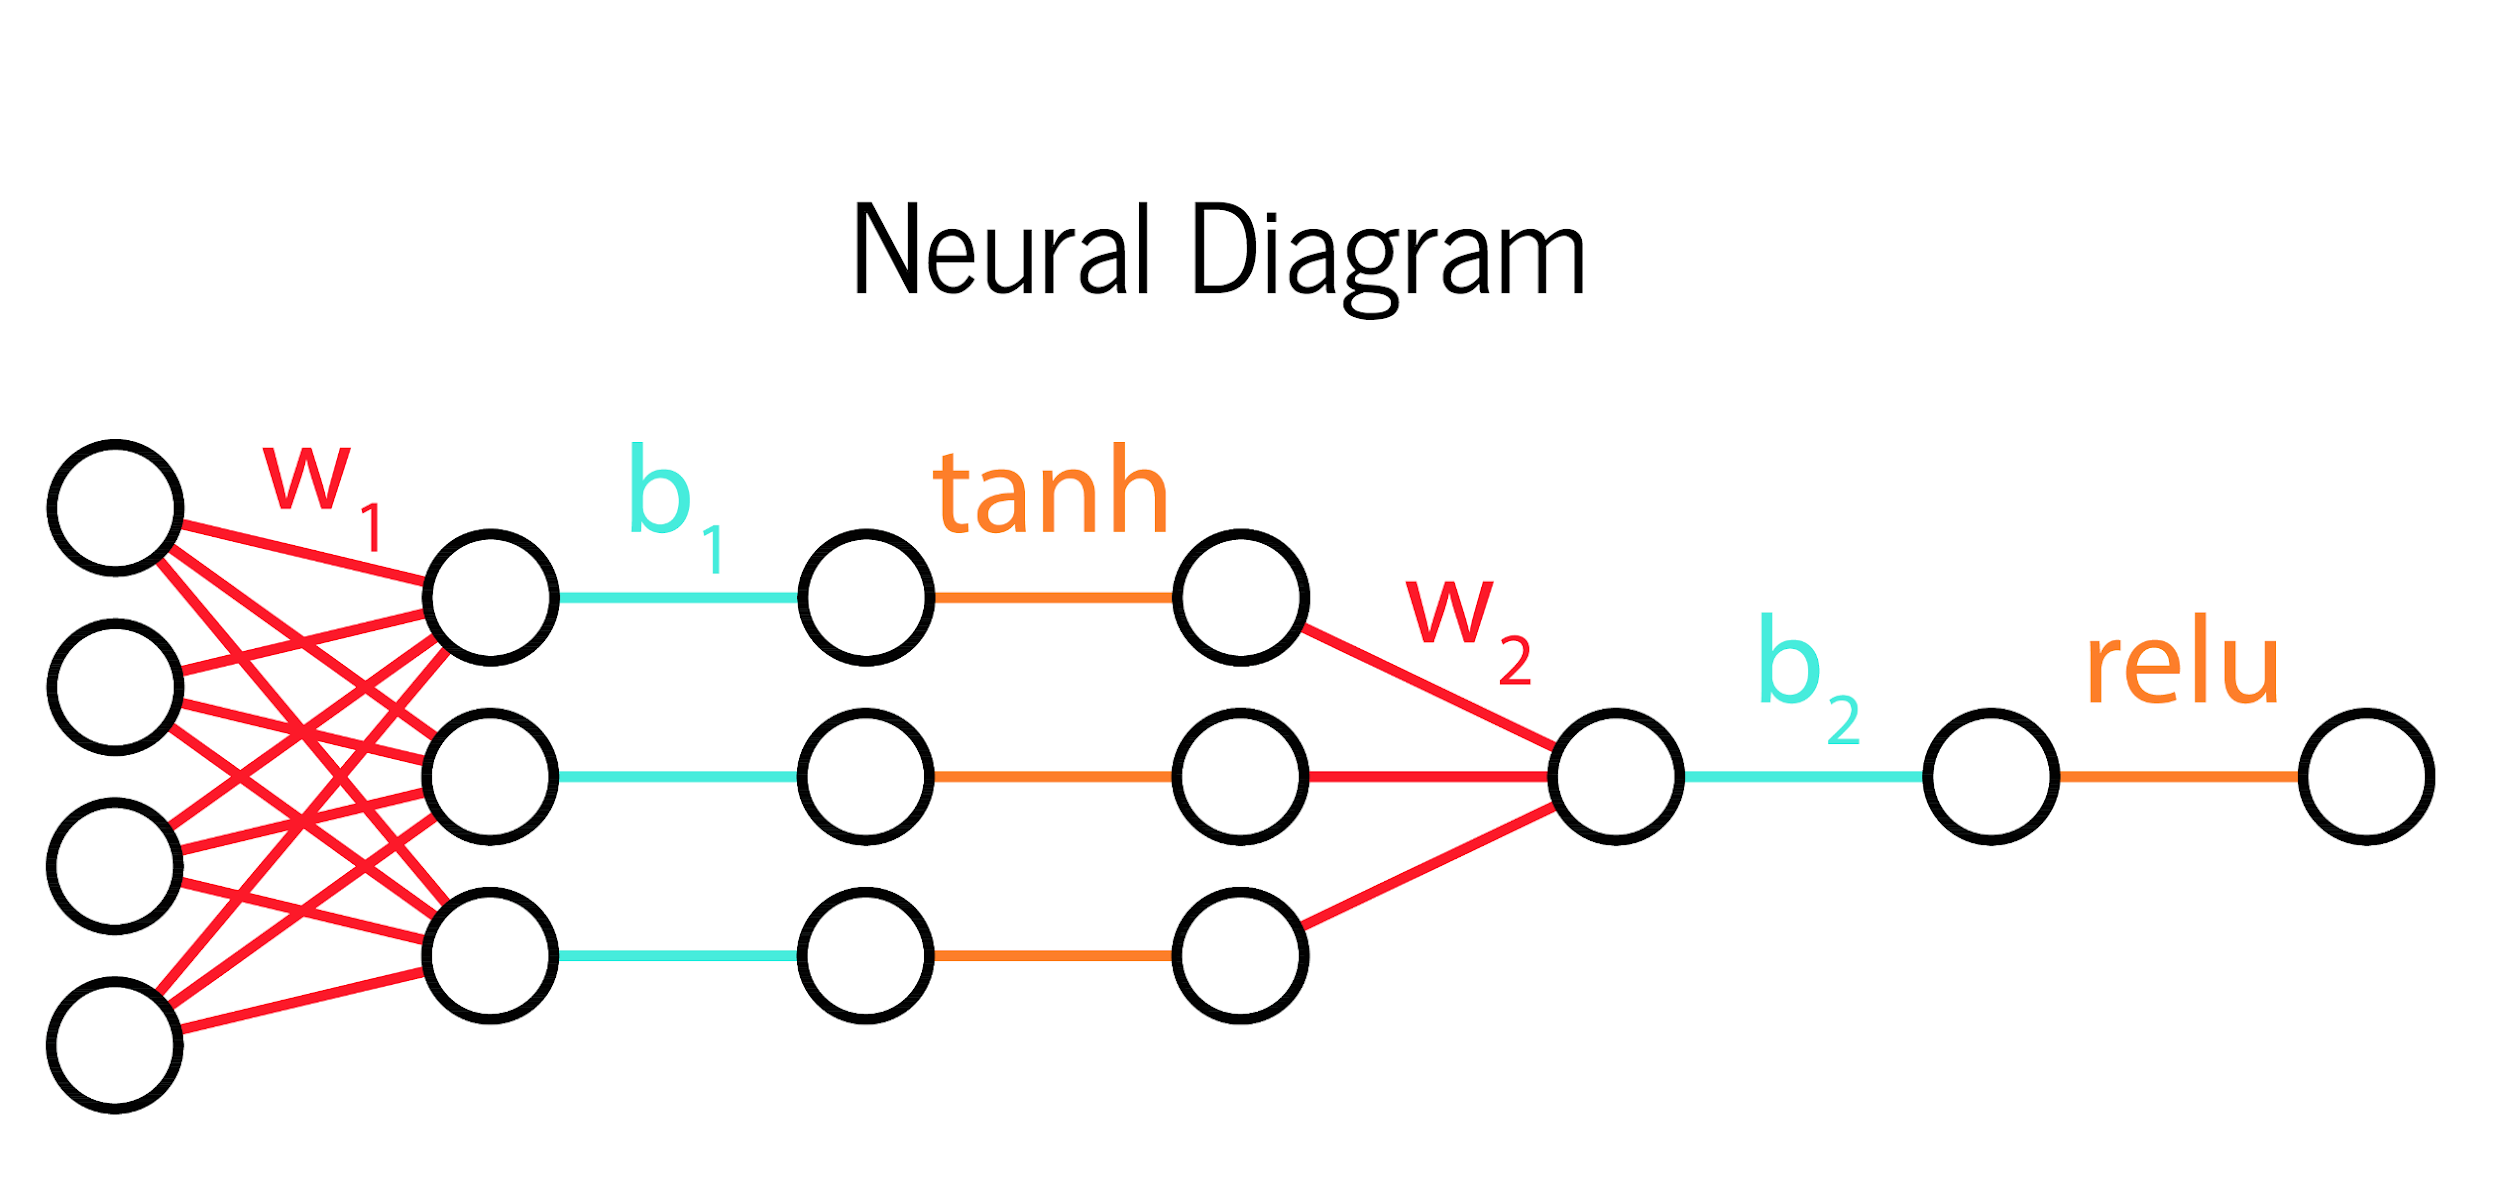 Neural Diagram
w₁
b₁
tanh
w₂
b₂
relu